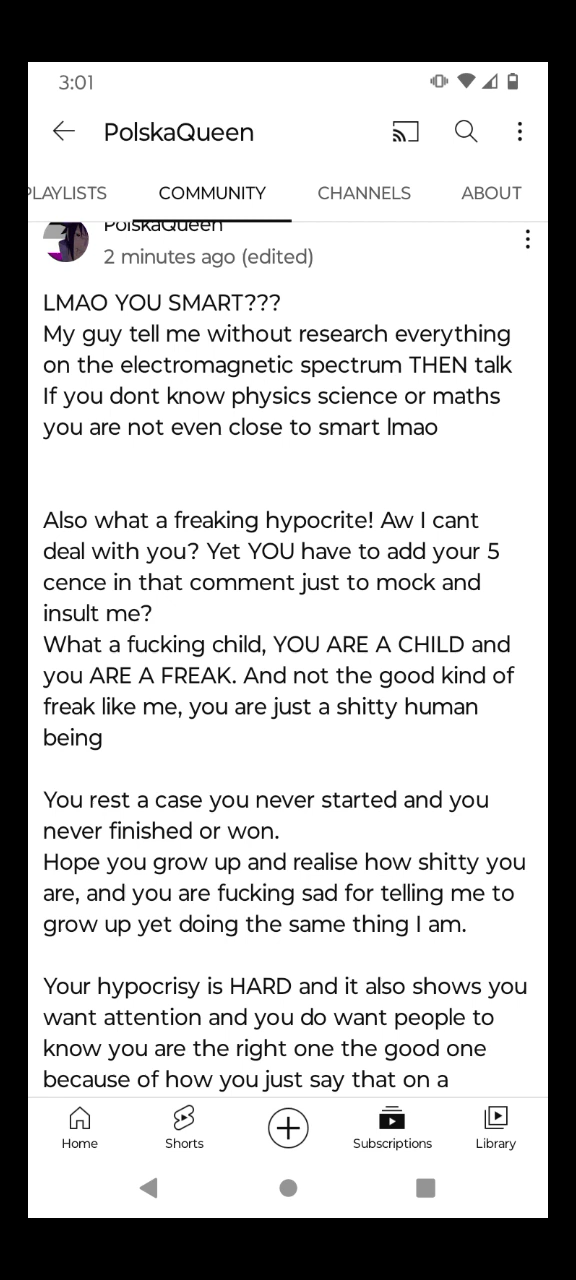 3:01
PolskaQueen
PLAYLISTS COMMUNITY CHANNELS ABOUT
PolskaQueen
2 minutes ago (edited)
LMAO YOU SMART???
My guy tell me without research everything
on the electromagnetic spectrum THEN talk
If you dont know physics science or maths
you are not even close to smart lmao
Also what a freaking hypocrite! Aw I cant
deal with you? Yet YOU have to add your 5
cence in that comment just to mock and
insult me?
What a fucking child, YOU ARE A CHILD and
you ARE A FREAK. And not the good kind of
freak like me, you are just a shitty human
being
You rest a case you never started and you
never finished or won.
Hope you grow up and realise how shitty you
are, and you are fucking sad for telling me to
grow up yet doing the same thing I am.
Your hypocrisy is HARD and it also shows you
want attention and you do want people to
know you are the right one the good one
because of how you just say that on a
Home Shorts Subscriptions Library